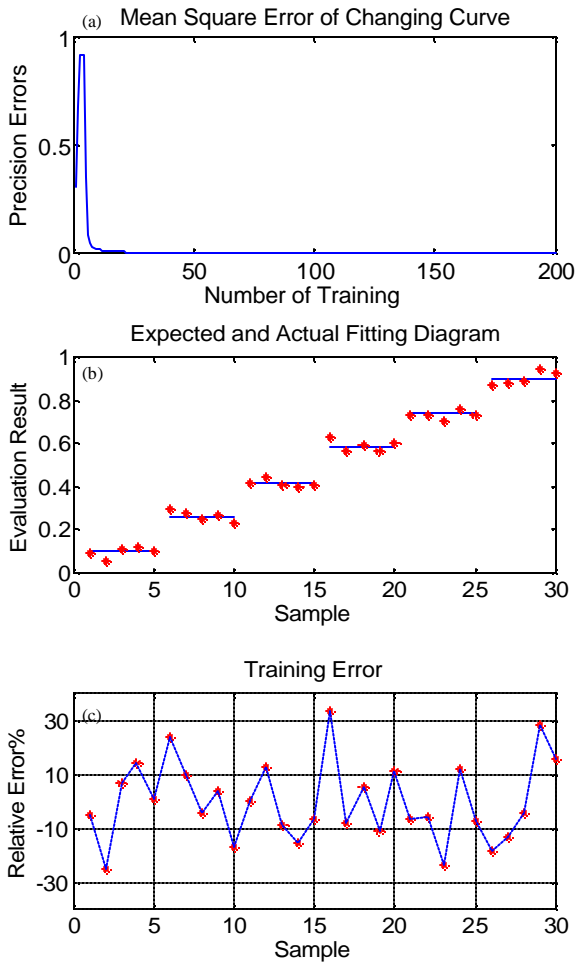 (a) Mean Square Error of Changing Curve
Precision Errors
1
0.5
0
0 50 100 150 200
Number of Training
Expected and Actual Fitting Diagram
(b)
Evaluation Result
1
0.8
0.6
0.4
0.2
0
0 5 10 15 20 25 30
Sample
Training Error
(c)
Relative Error%
30
10
-10
-30
0 5 10 15 20 25 30
Sample